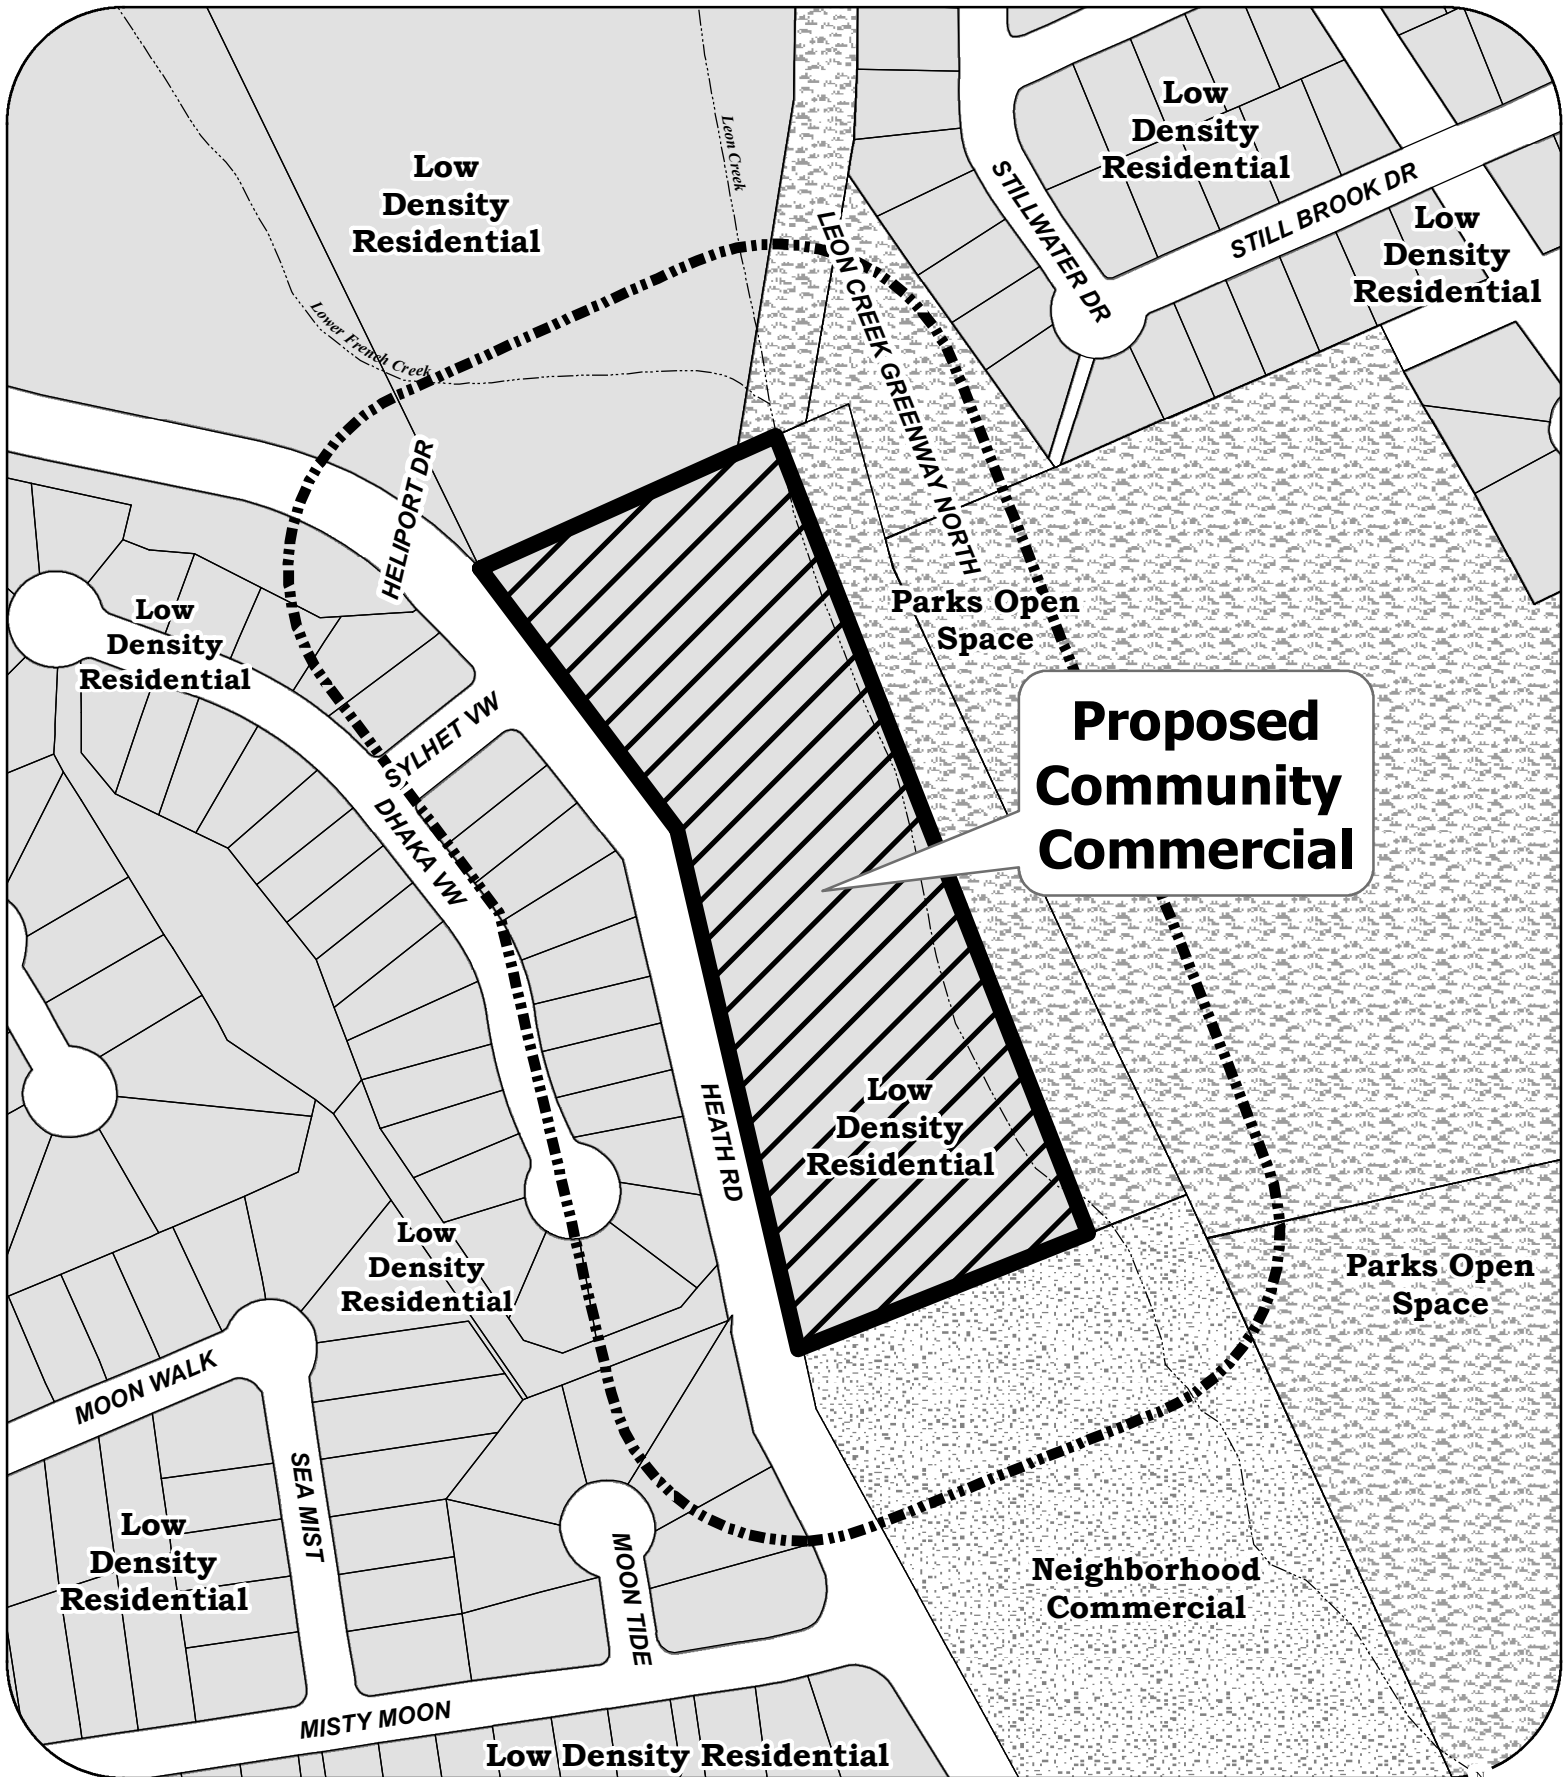 Low
Density
Residential
Leon Creek
Low
Density
Residential
STILLWATER DR
STILL BROOK DR
Low
Density
Residential
LEON CREEK GREENWAY NORTH
Lower French Creek
HELIPORT DR
Low
Density
Residential
Parks Open
Space
SYLHET VW
DHAKA VW
Proposed
Community
Commercial
HEATH RD
Low
Density
Residential
Low
Density
Residential
Parks Open
Space
MOON WALK
SEA MIST
Low
Density
Residential
MOON TIDE
Neighborhood
Commercial
MISTY MOON
Low Density Residential